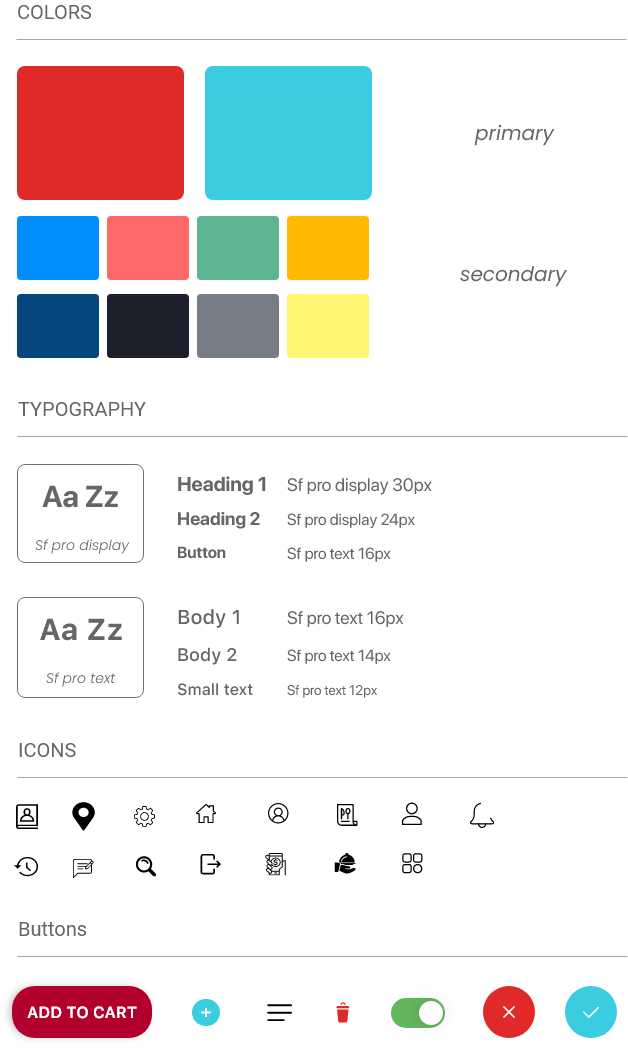 COLORS
primary
secondary
TYPOGRAPHY
Aa Zz
Sf pro display
Heading 1 Sf pro display 30px
Heading 2 Sf pro display 24px
Button Sf pro text 16px
Aa Zz
Sf pro text
Body 1 Sf pro text 16px
Body 2 Sf pro text 14px
Small text Sf pro text 12px
ICONS
Buttons
ADD TO CART